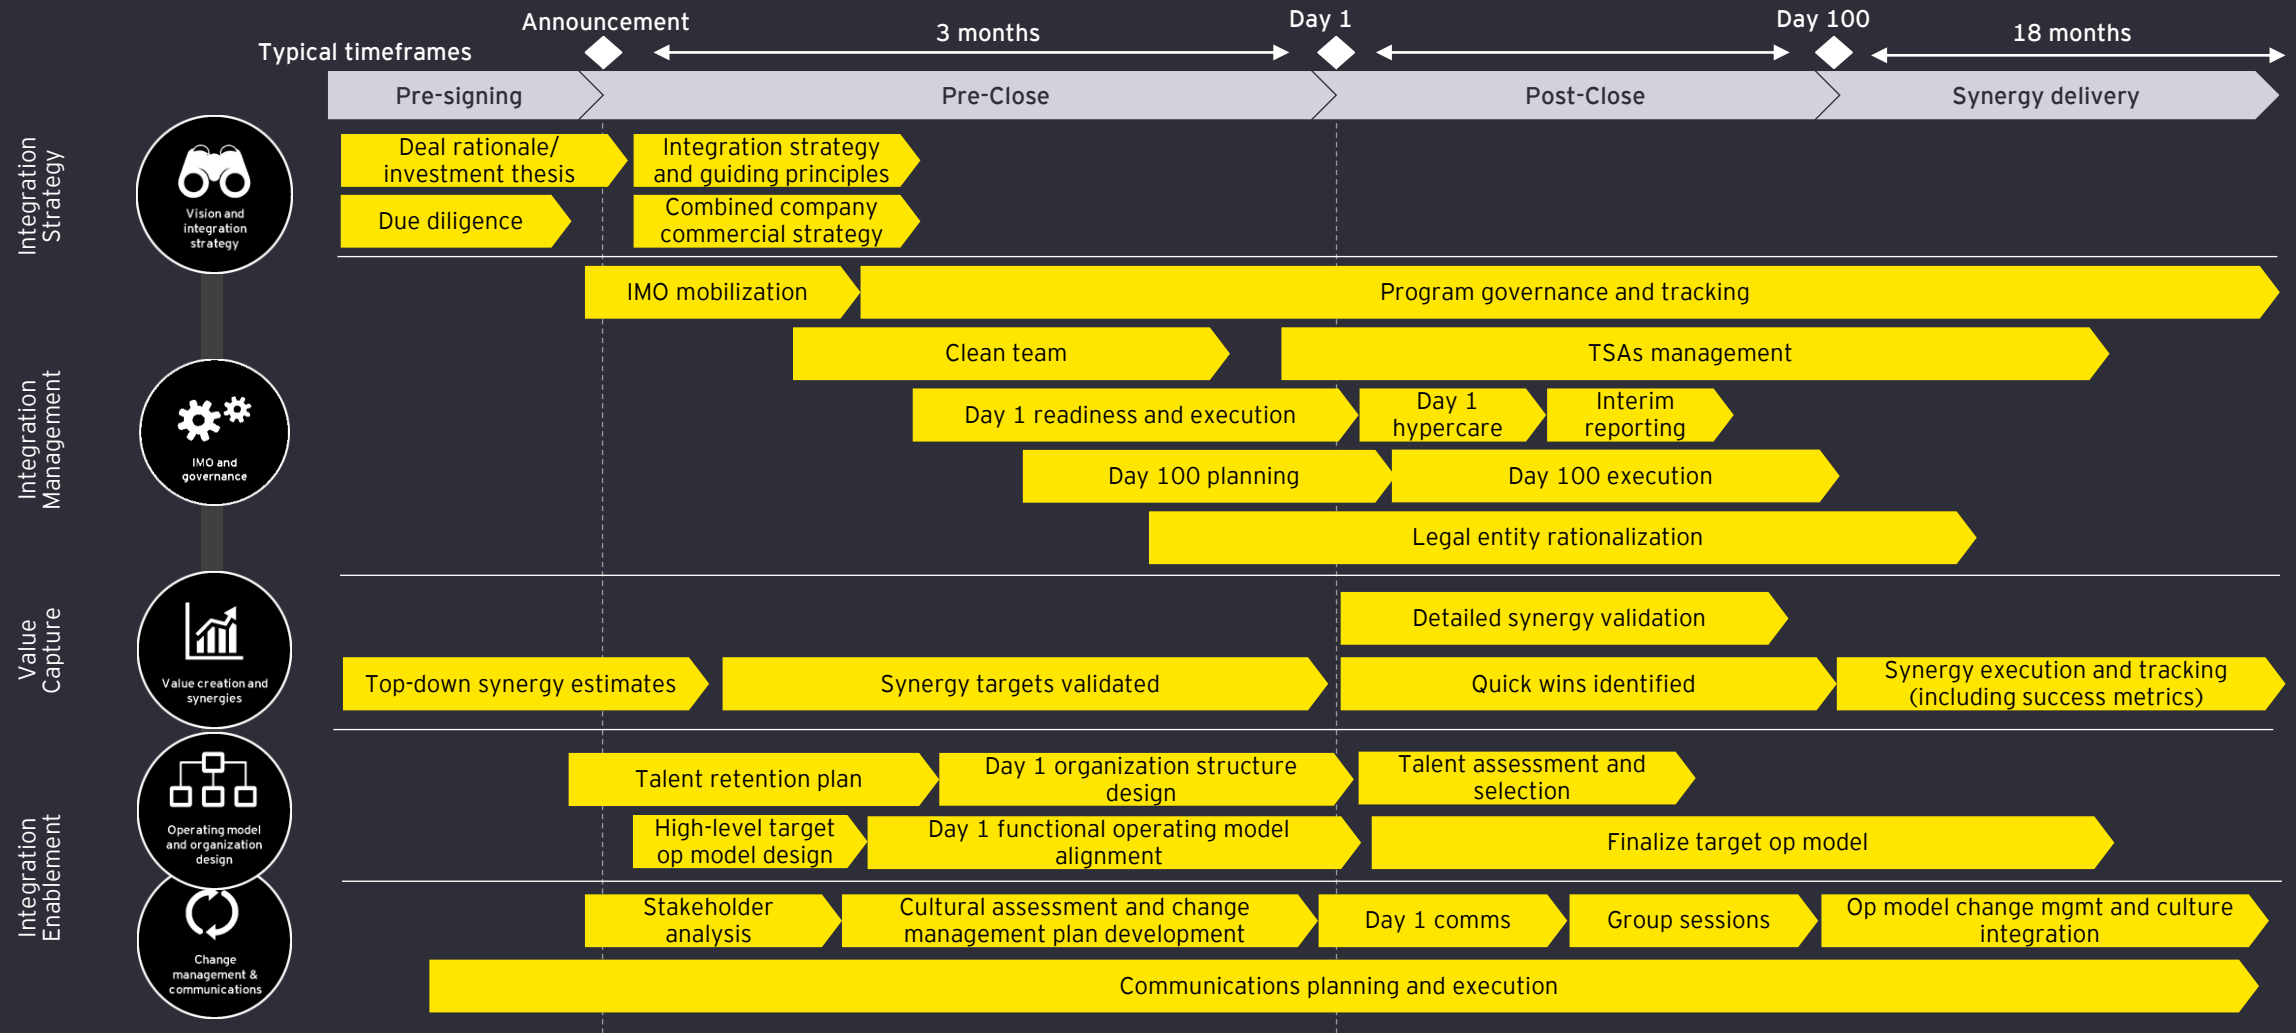 Announcement
Day 1
Day 100
Typical timeframes
3 months
18 months
Pre-signing
Pre-Close
Post-Close
Synergy delivery
Integration
Strategy
Vision and
integration
strategy
Deal rationale/
investment thesis
Integration strategy
and guiding principles
Due diligence
Combined company
commercial strategy
Integration
Management
IMO and
governance
IMO mobilization
Program governance and tracking
Clean team
TSAs management
Day 1 readiness and execution
Day 1
hypercare
Interim
reporting
Day 100 planning
Day 100 execution
Legal entity rationalization
Value
Capture
Value creation and
synergies
Detailed synergy validation
Top-down synergy estimates
Synergy targets validated
Quick wins identified
Synergy execution and tracking
(including success metrics)
Integration
Enablement
Operating model
and organization
design
Talent retention plan
Day 1 organization structure
design
Talent assessment and
selection
High-level target
op model design
Day 1 functional operating model
alignment
Finalize target op model
Change
management &
communications
Stakeholder
analysis
Cultural assessment and change
management plan development
Day 1 comms
Group sessions
Op model change mgmt and culture
integration
Communications planning and execution